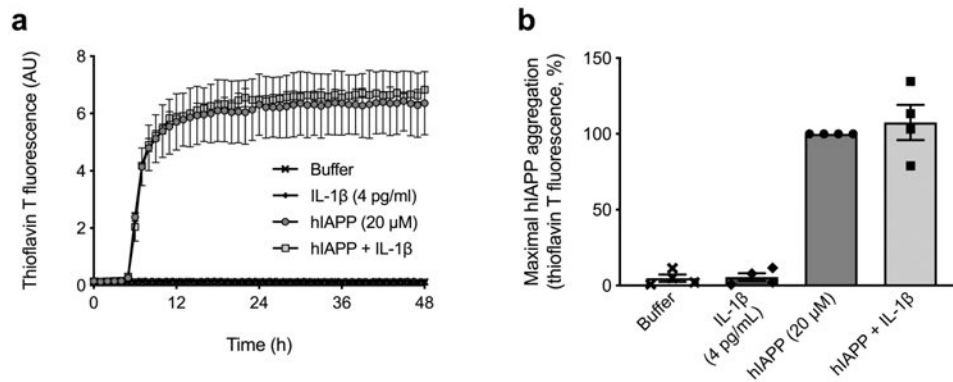 a
Thioflavin T fluorescence (AU)
8
6
4
2
0
0 12 24 36 48
Time (h)
Buffer
IL-1β (4 pg/ml)
hIAPP (20 µM)
hIAPP + IL-1β
b
Maximal hIAPP aggregation
(thioflavin T fluorescence, %)
150
100
50
0
Buffer
IL-1β
(4 pg/mL)
hIAPP (20 µM)
hIAPP + IL-1β